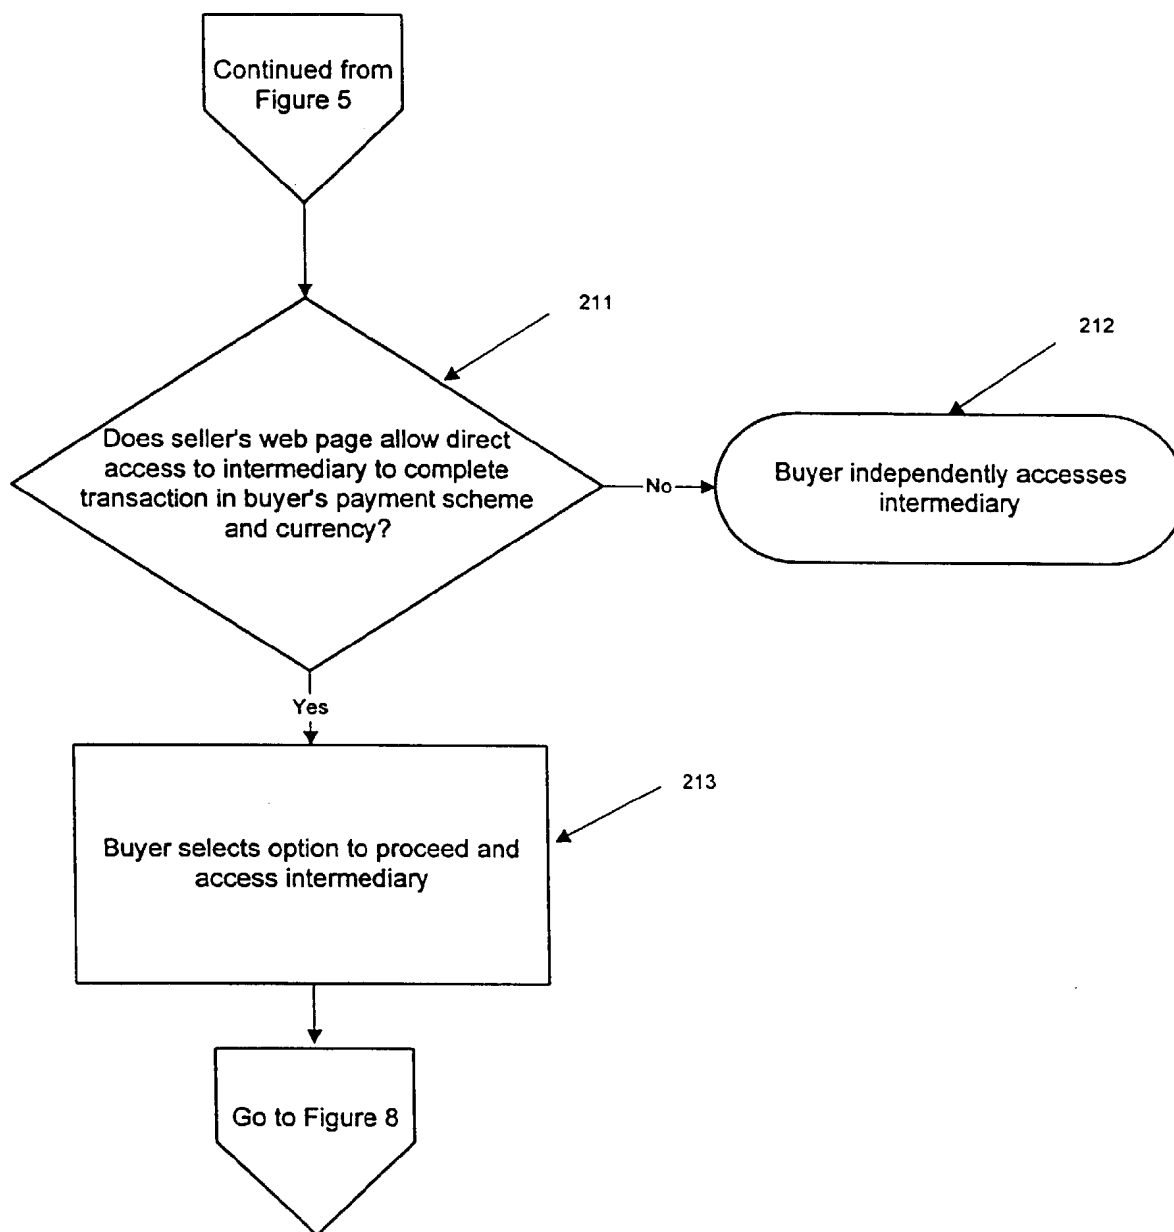 Continued from
Figure 5
211
212
Does seller's web page allow direct
access to intermediary to complete
transaction in buyer's payment scheme
and currency?
No
Buyer independently accesses
intermediary
Yes
213
Buyer selects option to proceed and
access intermediary
Go to Figure 8